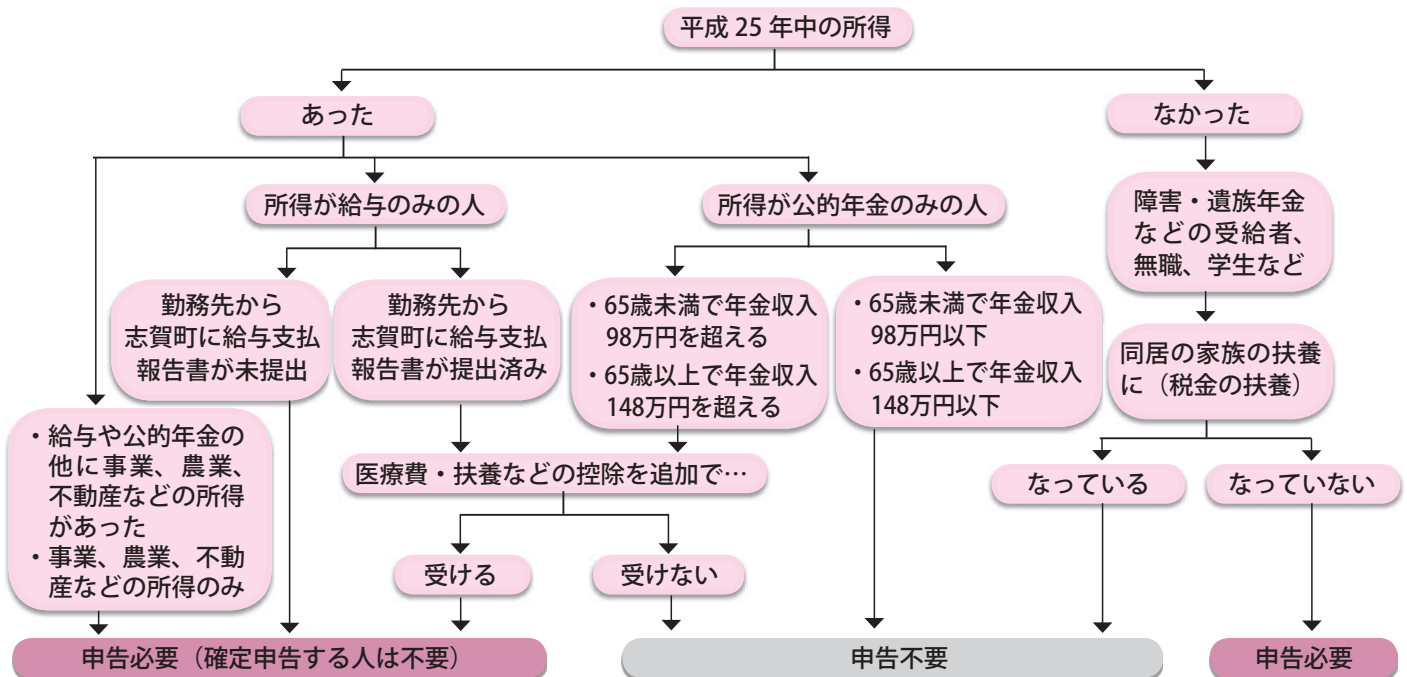 平成 25 年中の所得
あった
なかった
所得が給与のみの人
所得が公的年金のみの人
障害・遺族年金
などの受給者、
無職、学生など
勤務先から
志賀町に給与支払
報告書が未提出
勤務先から
志賀町に給与支払
報告書が提出済み
・65歳未満で年金収入
98万円を超える
・65歳以上で年金収入
148万円を超える
・65歳未満で年金収入
98万円以下
・65歳以上で年金収入
148万円以下
同居の家族の扶養
に（税金の扶養）
・給与や公的年金の
他に事業、農業、
不動産などの所得
があった
・事業、農業、不動
産などの所得のみ
医療費・扶養などの控除を追加で…
なっている
なっていない
受ける
受けない
申告必要（確定申告する人は不要）
申告不要
申告必要